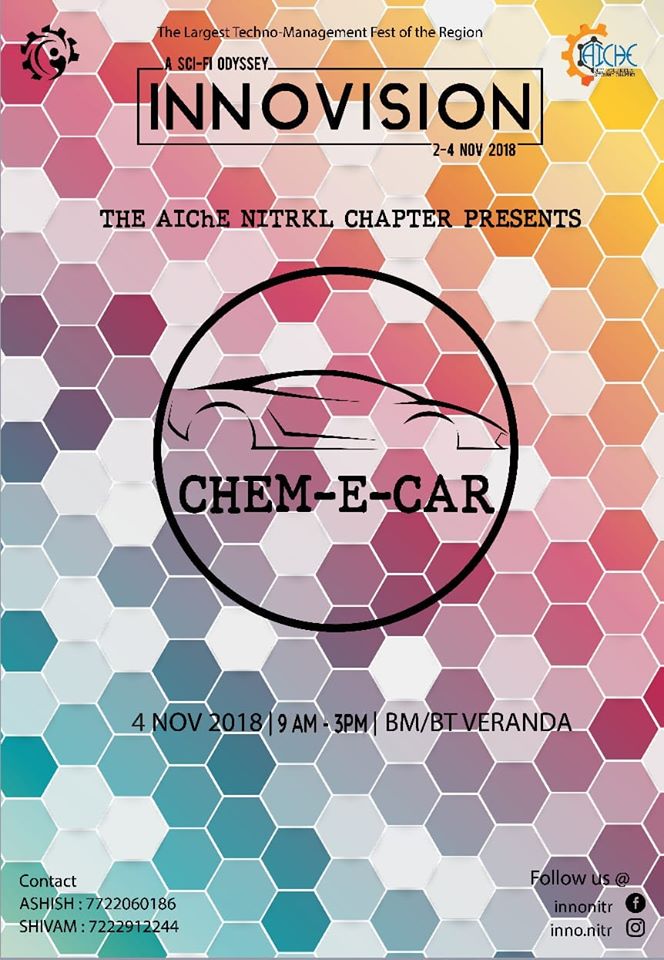 The Largest Techno-Management Fest of the Region
A SCI-FI ODYSSEY
INNOVISION
2-4 NOV 2018
AIChE
THE AIChE NITRKL CHAPTER PRESENTS
CHEM-E-CAR
4 NOV 2018 | 9 AM - 3PM | BM/BT VERANDA
Contact
ASHISH : 7722060186
SHIVAM : 7222912244
Follow us @
innonitr
inno.nitr